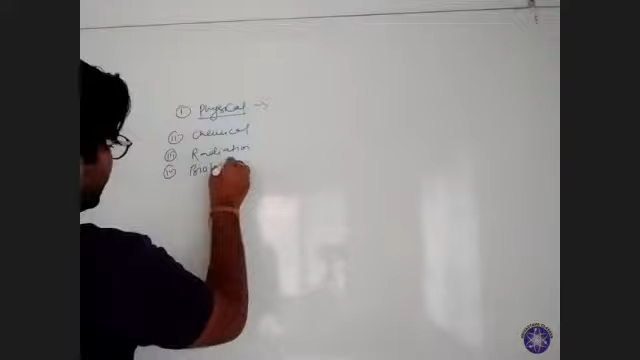 (i) Physical →
(ii) Chemical
(iii) Radiation
(iv) Bio